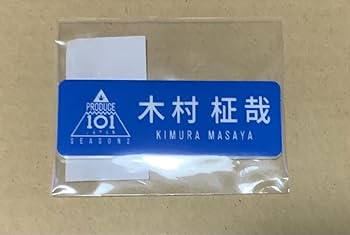 PRODUCE
101
JAPAN
SEASON2
木村 柾哉
KIMURA MASAYA